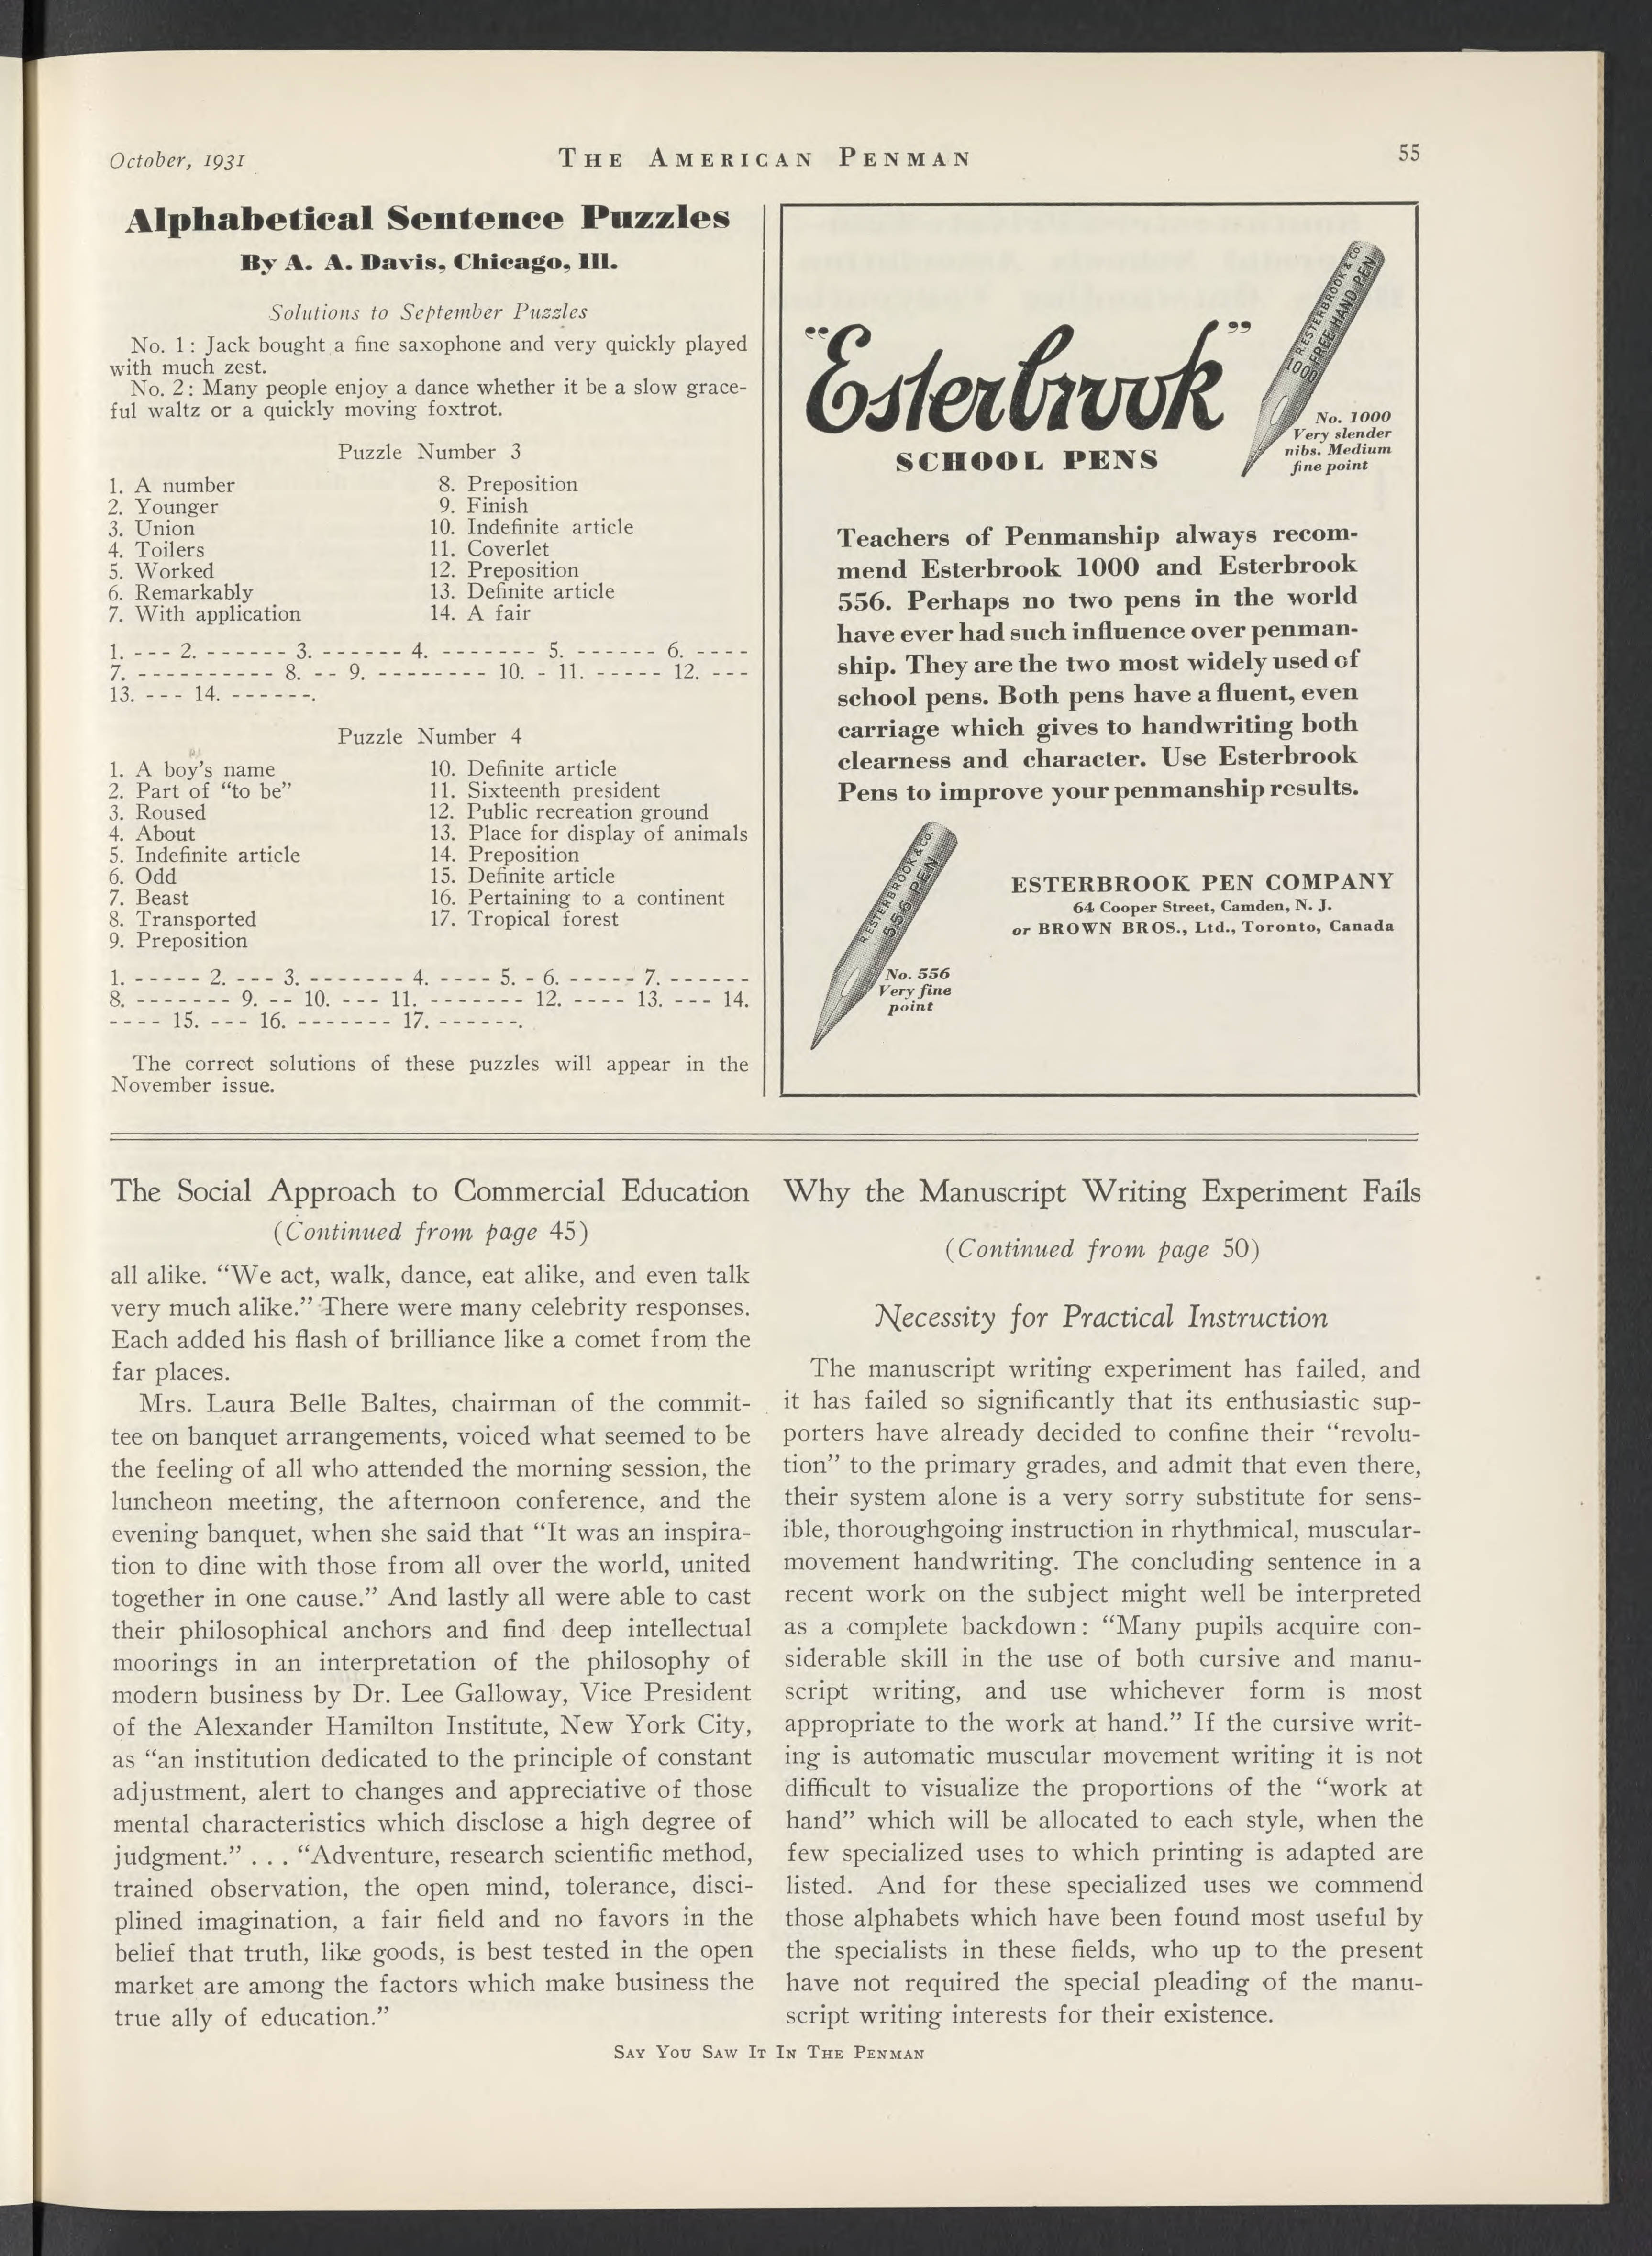 October, 1931
THE AMERICAN PENMAN
55
Alphabetical Sentence Puzzles
By A. A. Davis, Chicago, Ill.
Solutions to September Puzzles
No. 1: Jack bought a fine saxophone and very quickly played
with much zest.
No. 2: Many people enjoy a dance whether it be a slow grace-
ful waltz or a quickly moving foxtrot.
Puzzle Number 3
1. A number
2. Younger
3. Union
4. Toilers
5. Worked
6. Remarkably
7. With application
8. Preposition
9. Finish
10. Indefinite article
11. Coverlet
12. Preposition
13. Definite article
14. A fair
1. - - - 2. - - - - - - 3. - - - - - - 4. - - - - - - - 5. - - - - - - 6. - - - -
7. - - - - - - - - - - - 8. - - 9. - - - - - - - - 10. - 11. - - - - - 12. - - -
13. - - - 14. - - - - - -.
Puzzle Number 4
1. A boy's name
2. Part of "to be"
3. Roused
4. About
5. Indefinite article
6. Odd
7. Beast
8. Transported
9. Preposition
10. Definite article
11. Sixteenth president
12. Public recreation ground
13. Place for display of animals
14. Preposition
15. Definite article
16. Pertaining to a continent
17. Tropical forest
1. - - - - - 2. - - - 3. - - - - - - - 4. - - - - 5. - 6. - - - - - 7. - - - - - -
8. - - - - - - - 9. - - 10. - - - 11. - - - - - - - 12. - - - - 13. - - - 14.
- - - - 15. - - - 16. - - - - - - - 17. - - - - - -.
The correct solutions of these puzzles will appear in the
November issue.
"Esterbrook"
SCHOOL PENS
R. ESTERBROOK & CO.
1000 FREE HAND PEN
No. 1000
Very slender
nibs. Medium
fine point
Teachers of Penmanship always recom-
mend Esterbrook 1000 and Esterbrook
556. Perhaps no two pens in the world
have ever had such influence over penman-
ship. They are the two most widely used of
school pens. Both pens have a fluent, even
carriage which gives to handwriting both
clearness and character. Use Esterbrook
Pens to improve your penmanship results.
R. ESTERBROOK & CO.
556 PEN
No. 556
Very fine
point
ESTERBROOK PEN COMPANY
64 Cooper Street, Camden, N. J.
or BROWN BROS., Ltd., Toronto, Canada
The Social Approach to Commercial Education
(Continued from page 45)
all alike. "We act, walk, dance, eat alike, and even talk
very much alike." There were many celebrity responses.
Each added his flash of brilliance like a comet from the
far places.
Mrs. Laura Belle Baltes, chairman of the commit-
tee on banquet arrangements, voiced what seemed to be
the feeling of all who attended the morning session, the
luncheon meeting, the afternoon conference, and the
evening banquet, when she said that "It was an inspira-
tion to dine with those from all over the world, united
together in one cause." And lastly all were able to cast
their philosophical anchors and find deep intellectual
moorings in an interpretation of the philosophy of
modern business by Dr. Lee Galloway, Vice President
of the Alexander Hamilton Institute, New York City,
as "an institution dedicated to the principle of constant
adjustment, alert to changes and appreciative of those
mental characteristics which disclose a high degree of
judgment." . . . "Adventure, research scientific method,
trained observation, the open mind, tolerance, disci-
plined imagination, a fair field and no favors in the
belief that truth, like goods, is best tested in the open
market are among the factors which make business the
true ally of education."
Why the Manuscript Writing Experiment Fails
(Continued from page 50)
Necessity for Practical Instruction
The manuscript writing experiment has failed, and
it has failed so significantly that its enthusiastic sup-
porters have already decided to confine their "revolu-
tion" to the primary grades, and admit that even there,
their system alone is a very sorry substitute for sens-
ible, thoroughgoing instruction in rhythmical, muscular-
movement handwriting. The concluding sentence in a
recent work on the subject might well be interpreted
as a complete backdown: "Many pupils acquire con-
siderable skill in the use of both cursive and manu-
script writing, and use whichever form is most
appropriate to the work at hand." If the cursive writ-
ing is automatic muscular movement writing it is not
difficult to visualize the proportions of the "work at
hand" which will be allocated to each style, when the
few specialized uses to which printing is adapted are
listed. And for these specialized uses we commend
those alphabets which have been found most useful by
the specialists in these fields, who up to the present
have not required the special pleading of the manu-
script writing interests for their existence.
SAY YOU SAW IT IN THE PENMAN